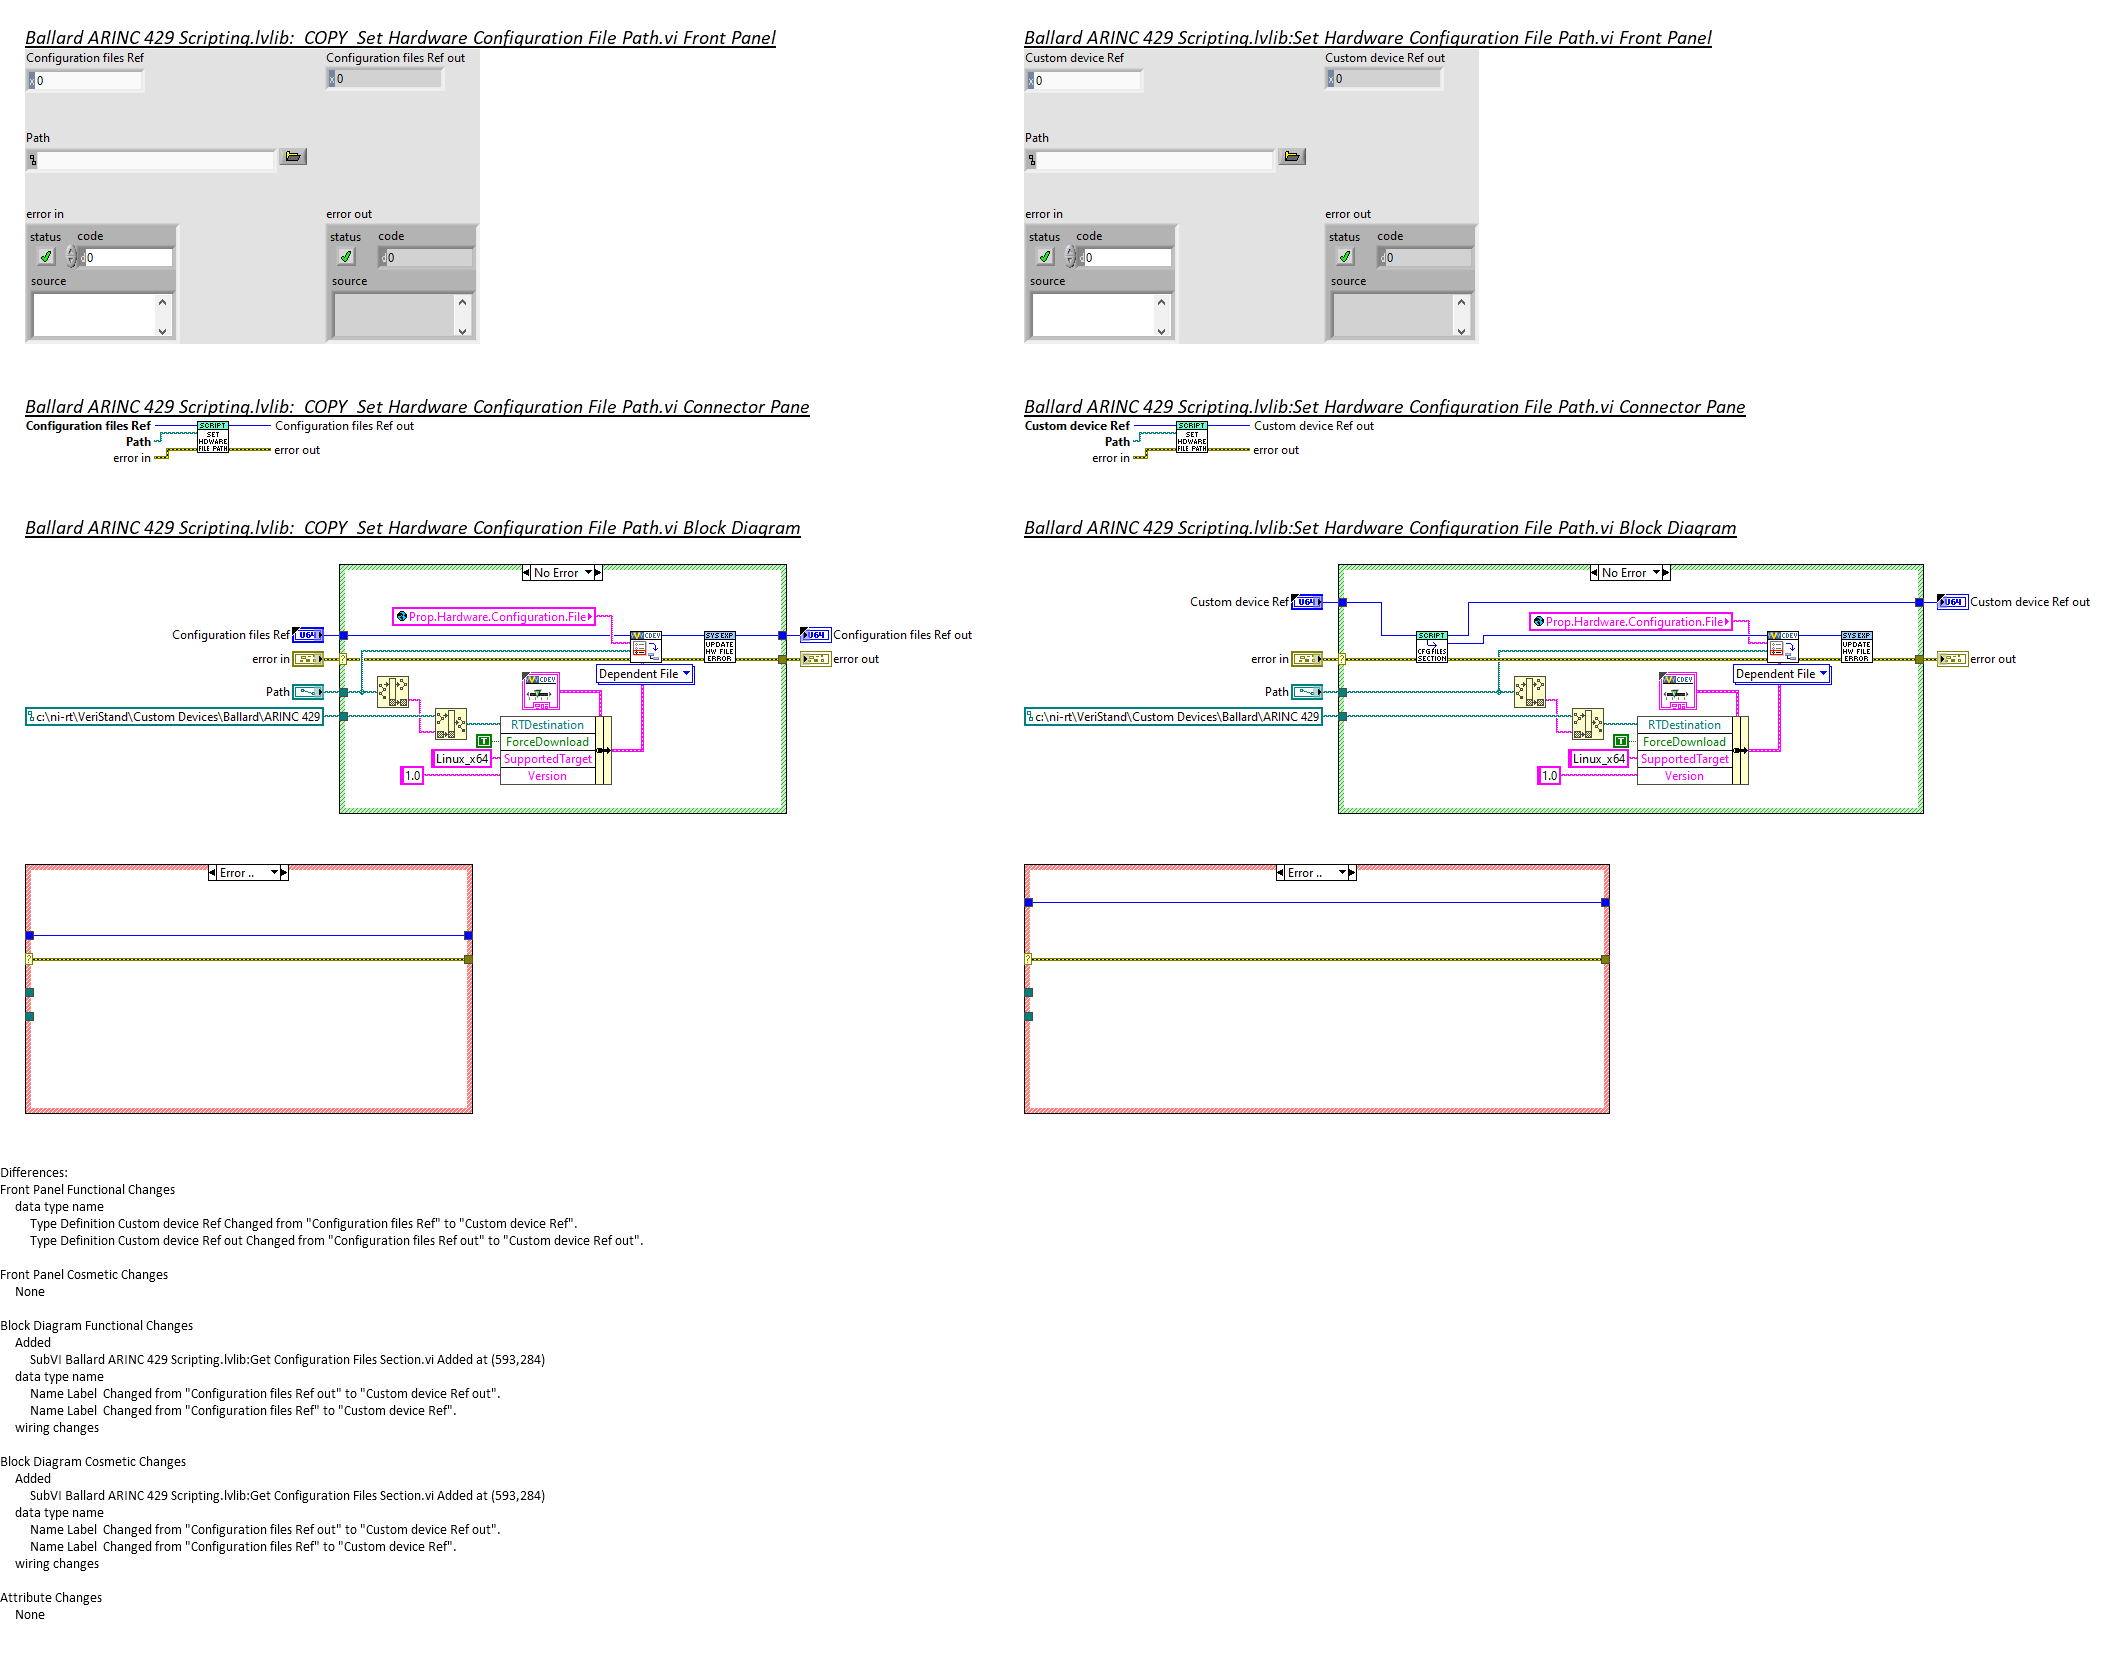 Ballard ARINC 429 Scripting.lvlib:  COPY  Set Hardware Configuration File Path.vi Front Panel
Configuration files Ref
Configuration files Ref out
x 0
x 0
Path
error in
error out
status
code
status
code
d 0
d 0
source
source
Ballard ARINC 429 Scripting.lvlib:Set Hardware Configuration File Path.vi Front Panel
Custom device Ref
Custom device Ref out
x 0
x 0
Path
error in
error out
status
code
status
code
d 0
d 0
source
source
Ballard ARINC 429 Scripting.lvlib:  COPY  Set Hardware Configuration File Path.vi Connector Pane
Configuration files Ref
Path
error in
SCRIPT
SET
HDWARE
FILE PATH
Configuration files Ref out
error out
Ballard ARINC 429 Scripting.lvlib:Set Hardware Configuration File Path.vi Connector Pane
Custom device Ref
Path
error in
SCRIPT
SET
HDWARE
FILE PATH
Custom device Ref out
error out
Ballard ARINC 429 Scripting.lvlib:  COPY  Set Hardware Configuration File Path.vi Block Diagram
No Error
Prop.Hardware.Configuration.File
Configuration files Ref
U64
CDEV
SYS EXP
UPDATE
HW FILE
ERROR
U64
Configuration files Ref out
error in
?
error out
Dependent File
Path
CDEV
c:\ni-rt\VeriStand\Custom Devices\Ballard\ARINC 429
RTDestination
T
ForceDownload
Linux_x64
SupportedTarget
1.0
Version
Error ..
?
Ballard ARINC 429 Scripting.lvlib:Set Hardware Configuration File Path.vi Block Diagram
No Error
Custom device Ref
U64
U64
Custom device Ref out
Prop.Hardware.Configuration.File
SCRIPT
CFG FILES
SECTION
CDEV
SYS EXP
UPDATE
HW FILE
ERROR
error in
?
error out
Dependent File
Path
CDEV
c:\ni-rt\VeriStand\Custom Devices\Ballard\ARINC 429
RTDestination
T
ForceDownload
Linux_x64
SupportedTarget
1.0
Version
Error ..
?
Differences:
Front Panel Functional Changes
data type name
Type Definition Custom device Ref Changed from "Configuration files Ref" to "Custom device Ref".
Type Definition Custom device Ref out Changed from "Configuration files Ref out" to "Custom device Ref out".
Front Panel Cosmetic Changes
None
Block Diagram Functional Changes
Added
SubVI Ballard ARINC 429 Scripting.lvlib:Get Configuration Files Section.vi Added at (593,284)
data type name
Name Label  Changed from "Configuration files Ref out" to "Custom device Ref out".
Name Label  Changed from "Configuration files Ref" to "Custom device Ref".
wiring changes
Block Diagram Cosmetic Changes
Added
SubVI Ballard ARINC 429 Scripting.lvlib:Get Configuration Files Section.vi Added at (593,284)
data type name
Name Label  Changed from "Configuration files Ref out" to "Custom device Ref out".
Name Label  Changed from "Configuration files Ref" to "Custom device Ref".
wiring changes
Attribute Changes
None